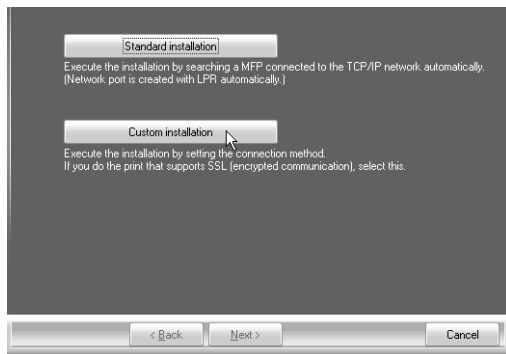 Standard installation
Execute the installation by searching a MFP connected to the TCP/IP network automatically.
(Network port is created with LPR automatically.)
Custom installation
Execute the installation by setting the connection method.
If you do the print that supports SSL (encrypted communication), select this.
< Back Next > Cancel